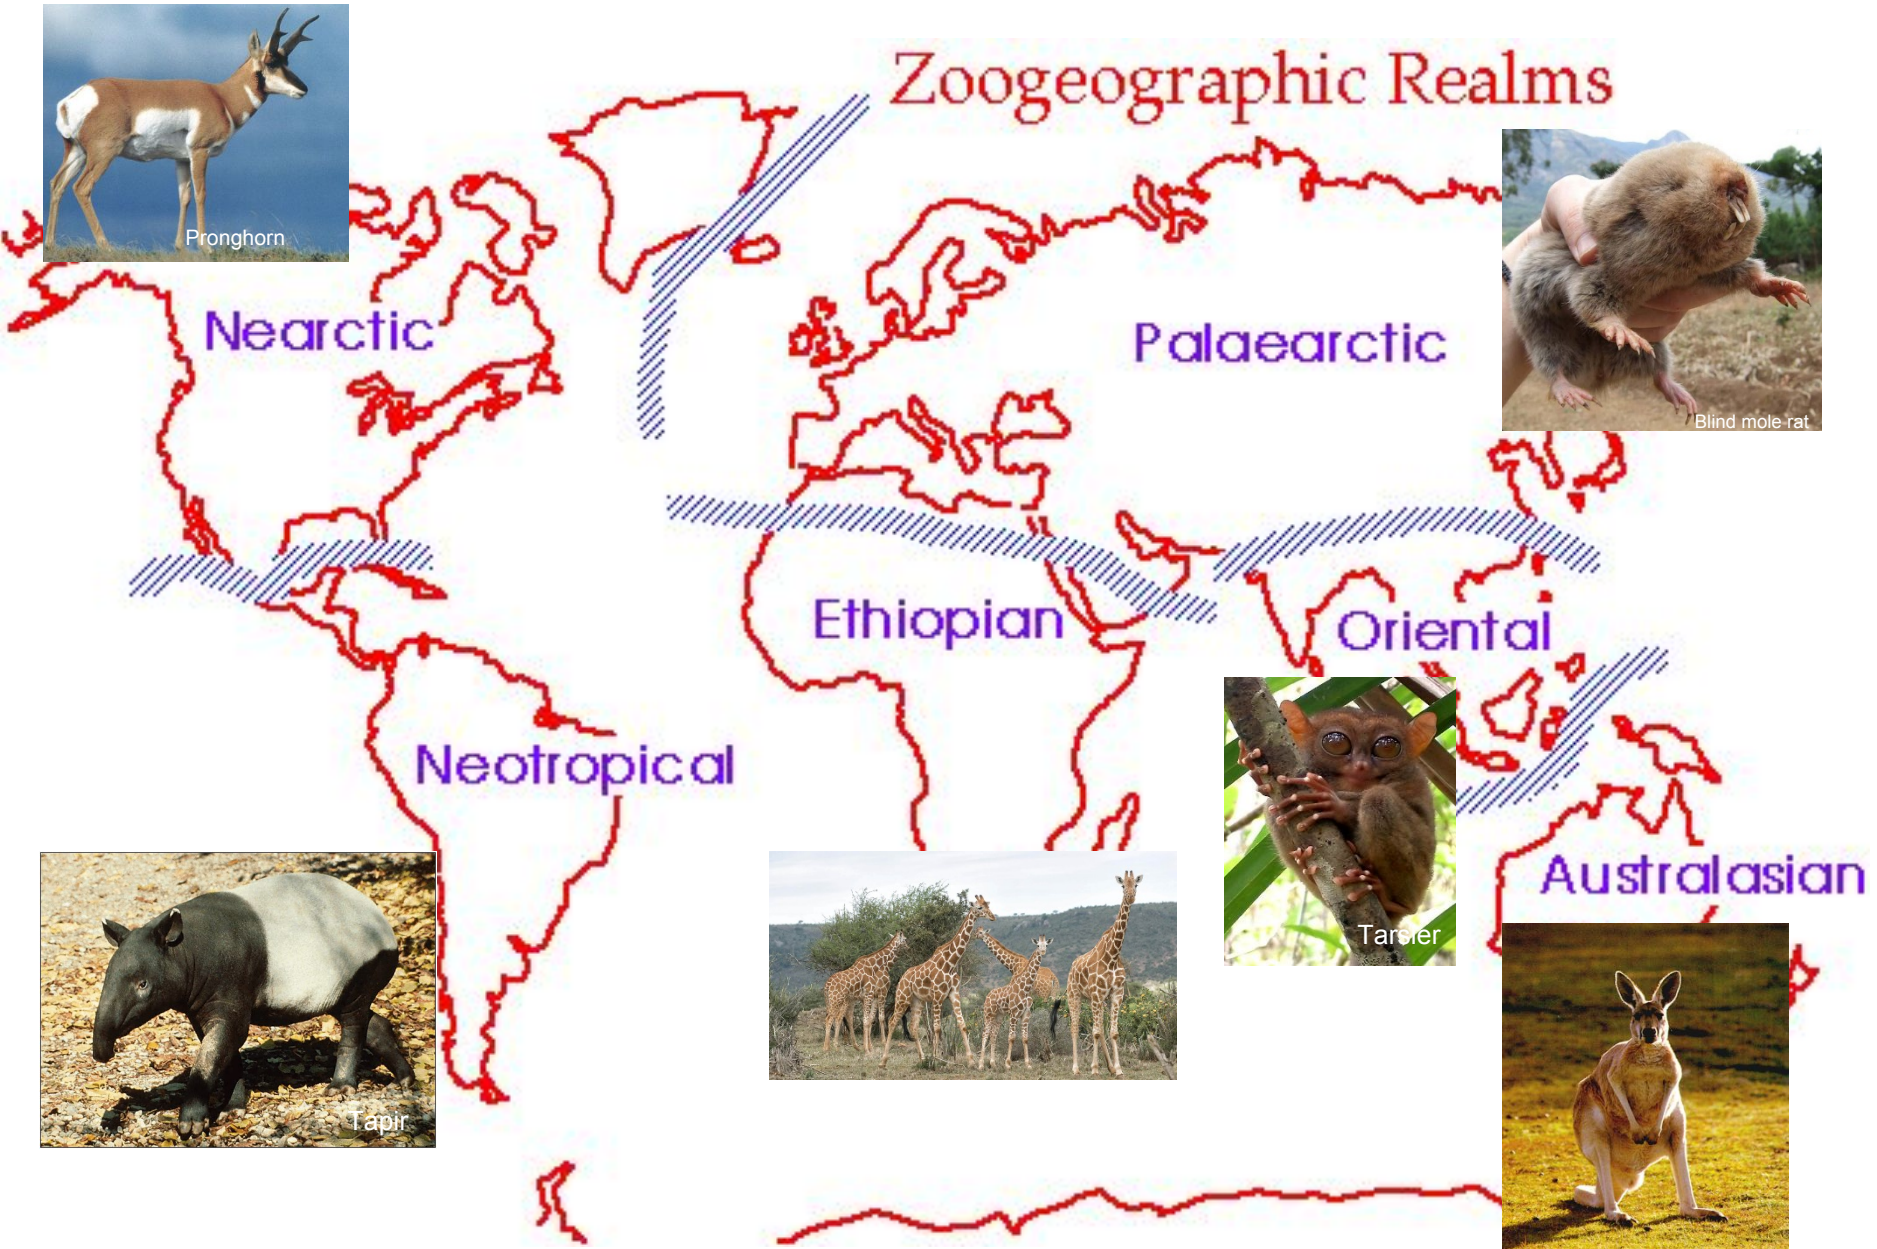 Zoogeographic Realms
Pronghorn
Nearctic
Palaearctic
Blind mole rat
Ethiopian
Oriental
Neotropical
Australasian
Tarsier
Tapir